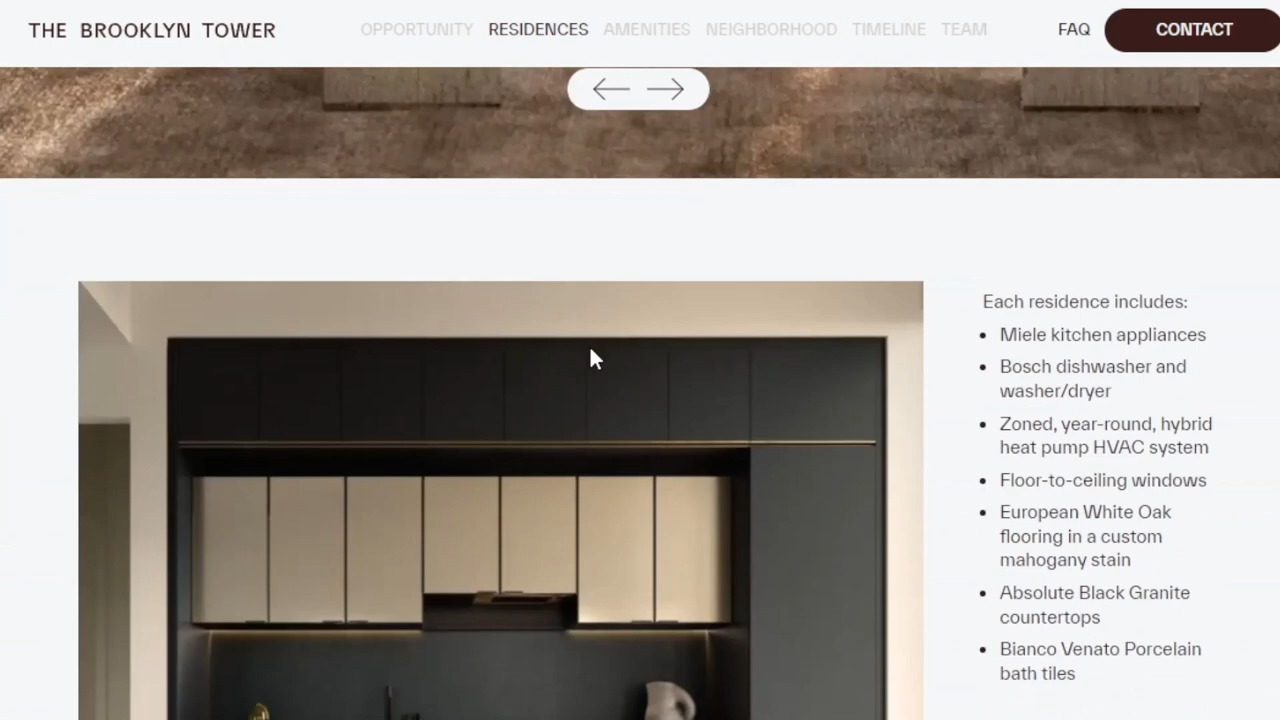 THE BROOKLYN TOWER
OPPORTUNITY RESIDENCES AMENITIES NEIGHBORHOOD TIMELINE TEAM
FAQ CONTACT
Each residence includes:
Miele kitchen appliances
Bosch dishwasher and
washer/dryer
Zoned, year-round, hybrid
heat pump HVAC system
Floor-to-ceiling windows
European White Oak
flooring in a custom
mahogany stain
Absolute Black Granite
countertops
Bianco Venato Porcelain
bath tiles